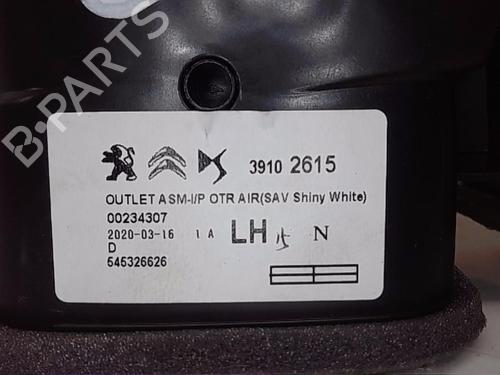 B-PARTS
3910 2615
OUTLET ASM-I/P OTR AIR(SAV Shiny White)
00234307
2020-03-16 1 A LH N
D
545326626